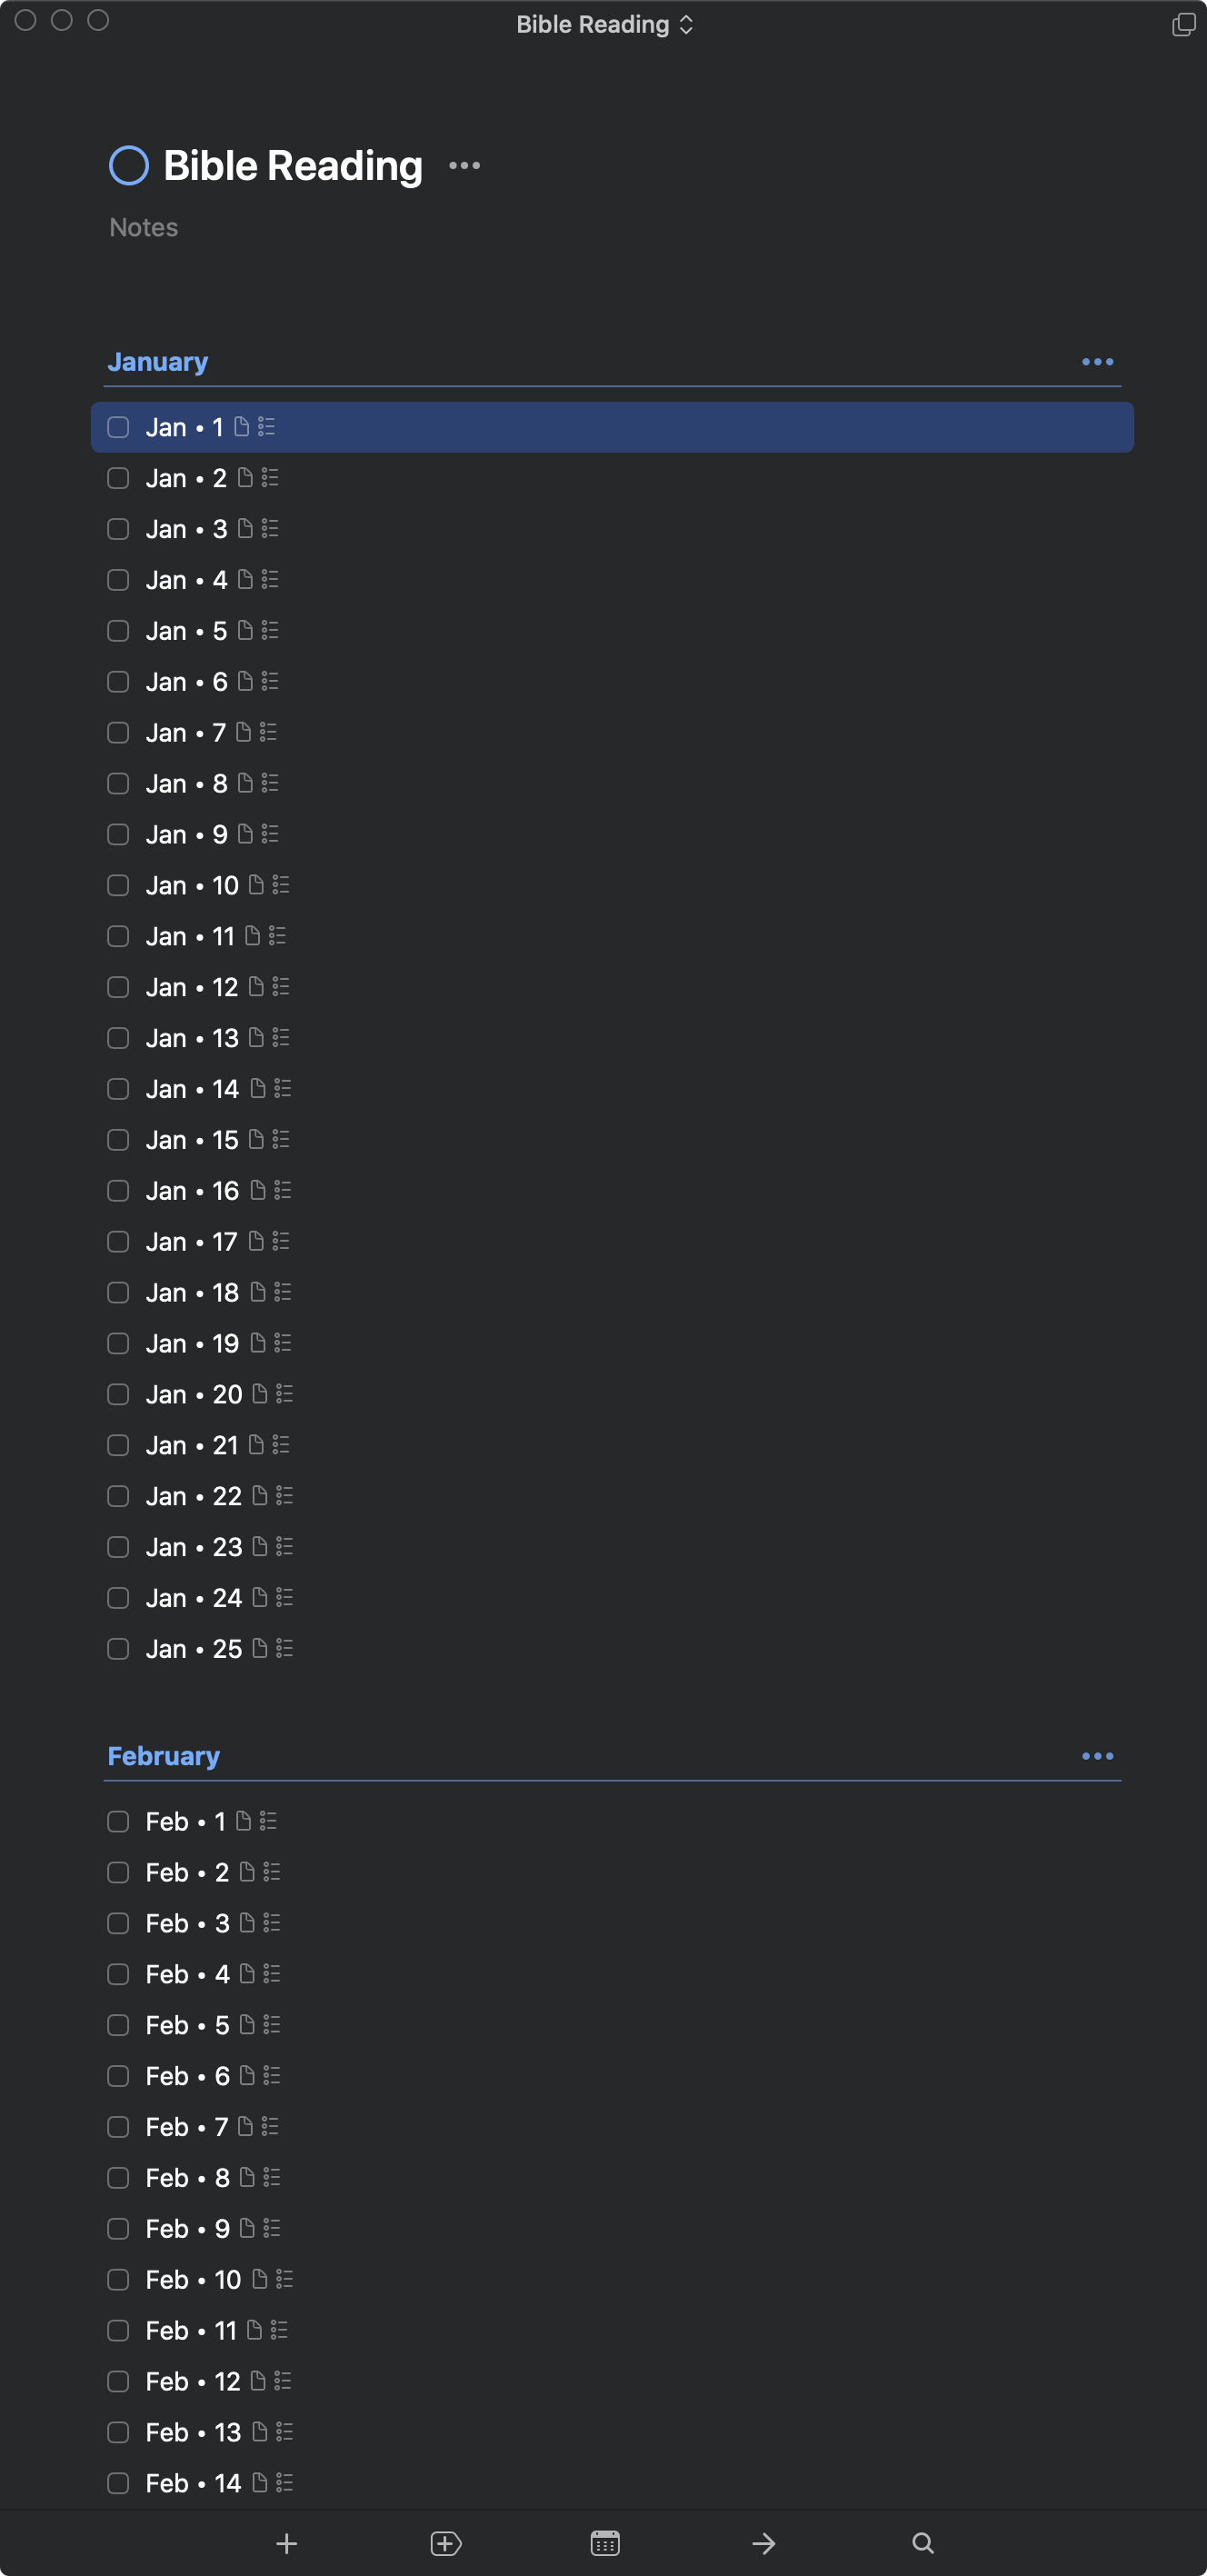 Bible Reading
Bible Reading
Notes
January
Jan • 1
Jan • 2
Jan • 3
Jan • 4
Jan • 5
Jan • 6
Jan • 7
Jan • 8
Jan • 9
Jan • 10
Jan • 11
Jan • 12
Jan • 13
Jan • 14
Jan • 15
Jan • 16
Jan • 17
Jan • 18
Jan • 19
Jan • 20
Jan • 21
Jan • 22
Jan • 23
Jan • 24
Jan • 25
February
Feb • 1
Feb • 2
Feb • 3
Feb • 4
Feb • 5
Feb • 6
Feb • 7
Feb • 8
Feb • 9
Feb • 10
Feb • 11
Feb • 12
Feb • 13
Feb • 14